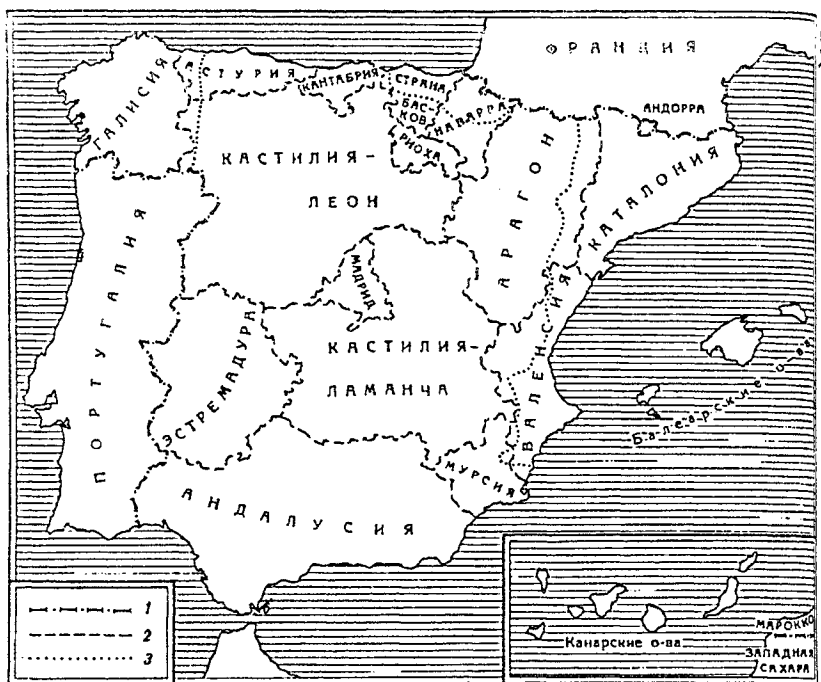 ФРАНЦИЯ
АСТУРИЯ
КАНТАБРИЯ
СТРАНА
БАС-
КОВ
НАВАРРА
РИОХА
АНДОРРА
ГАЛИСИЯ
КАСТИЛИЯ-
ЛЕОН
АРАГОН
КАТАЛОНИЯ
ПОРТУГАЛИЯ
МАДРИД
ЭСТРЕМАДУРА
КАСТИЛИЯ-
ЛАМАНЧА
ВАЛЕНСИЯ
Балеарские о-ва
МУРСИЯ
АНДАЛУСИЯ
1
2
3
Канарские о-ва
МАРОККО
ЗАПАДНАЯ
САХАРА